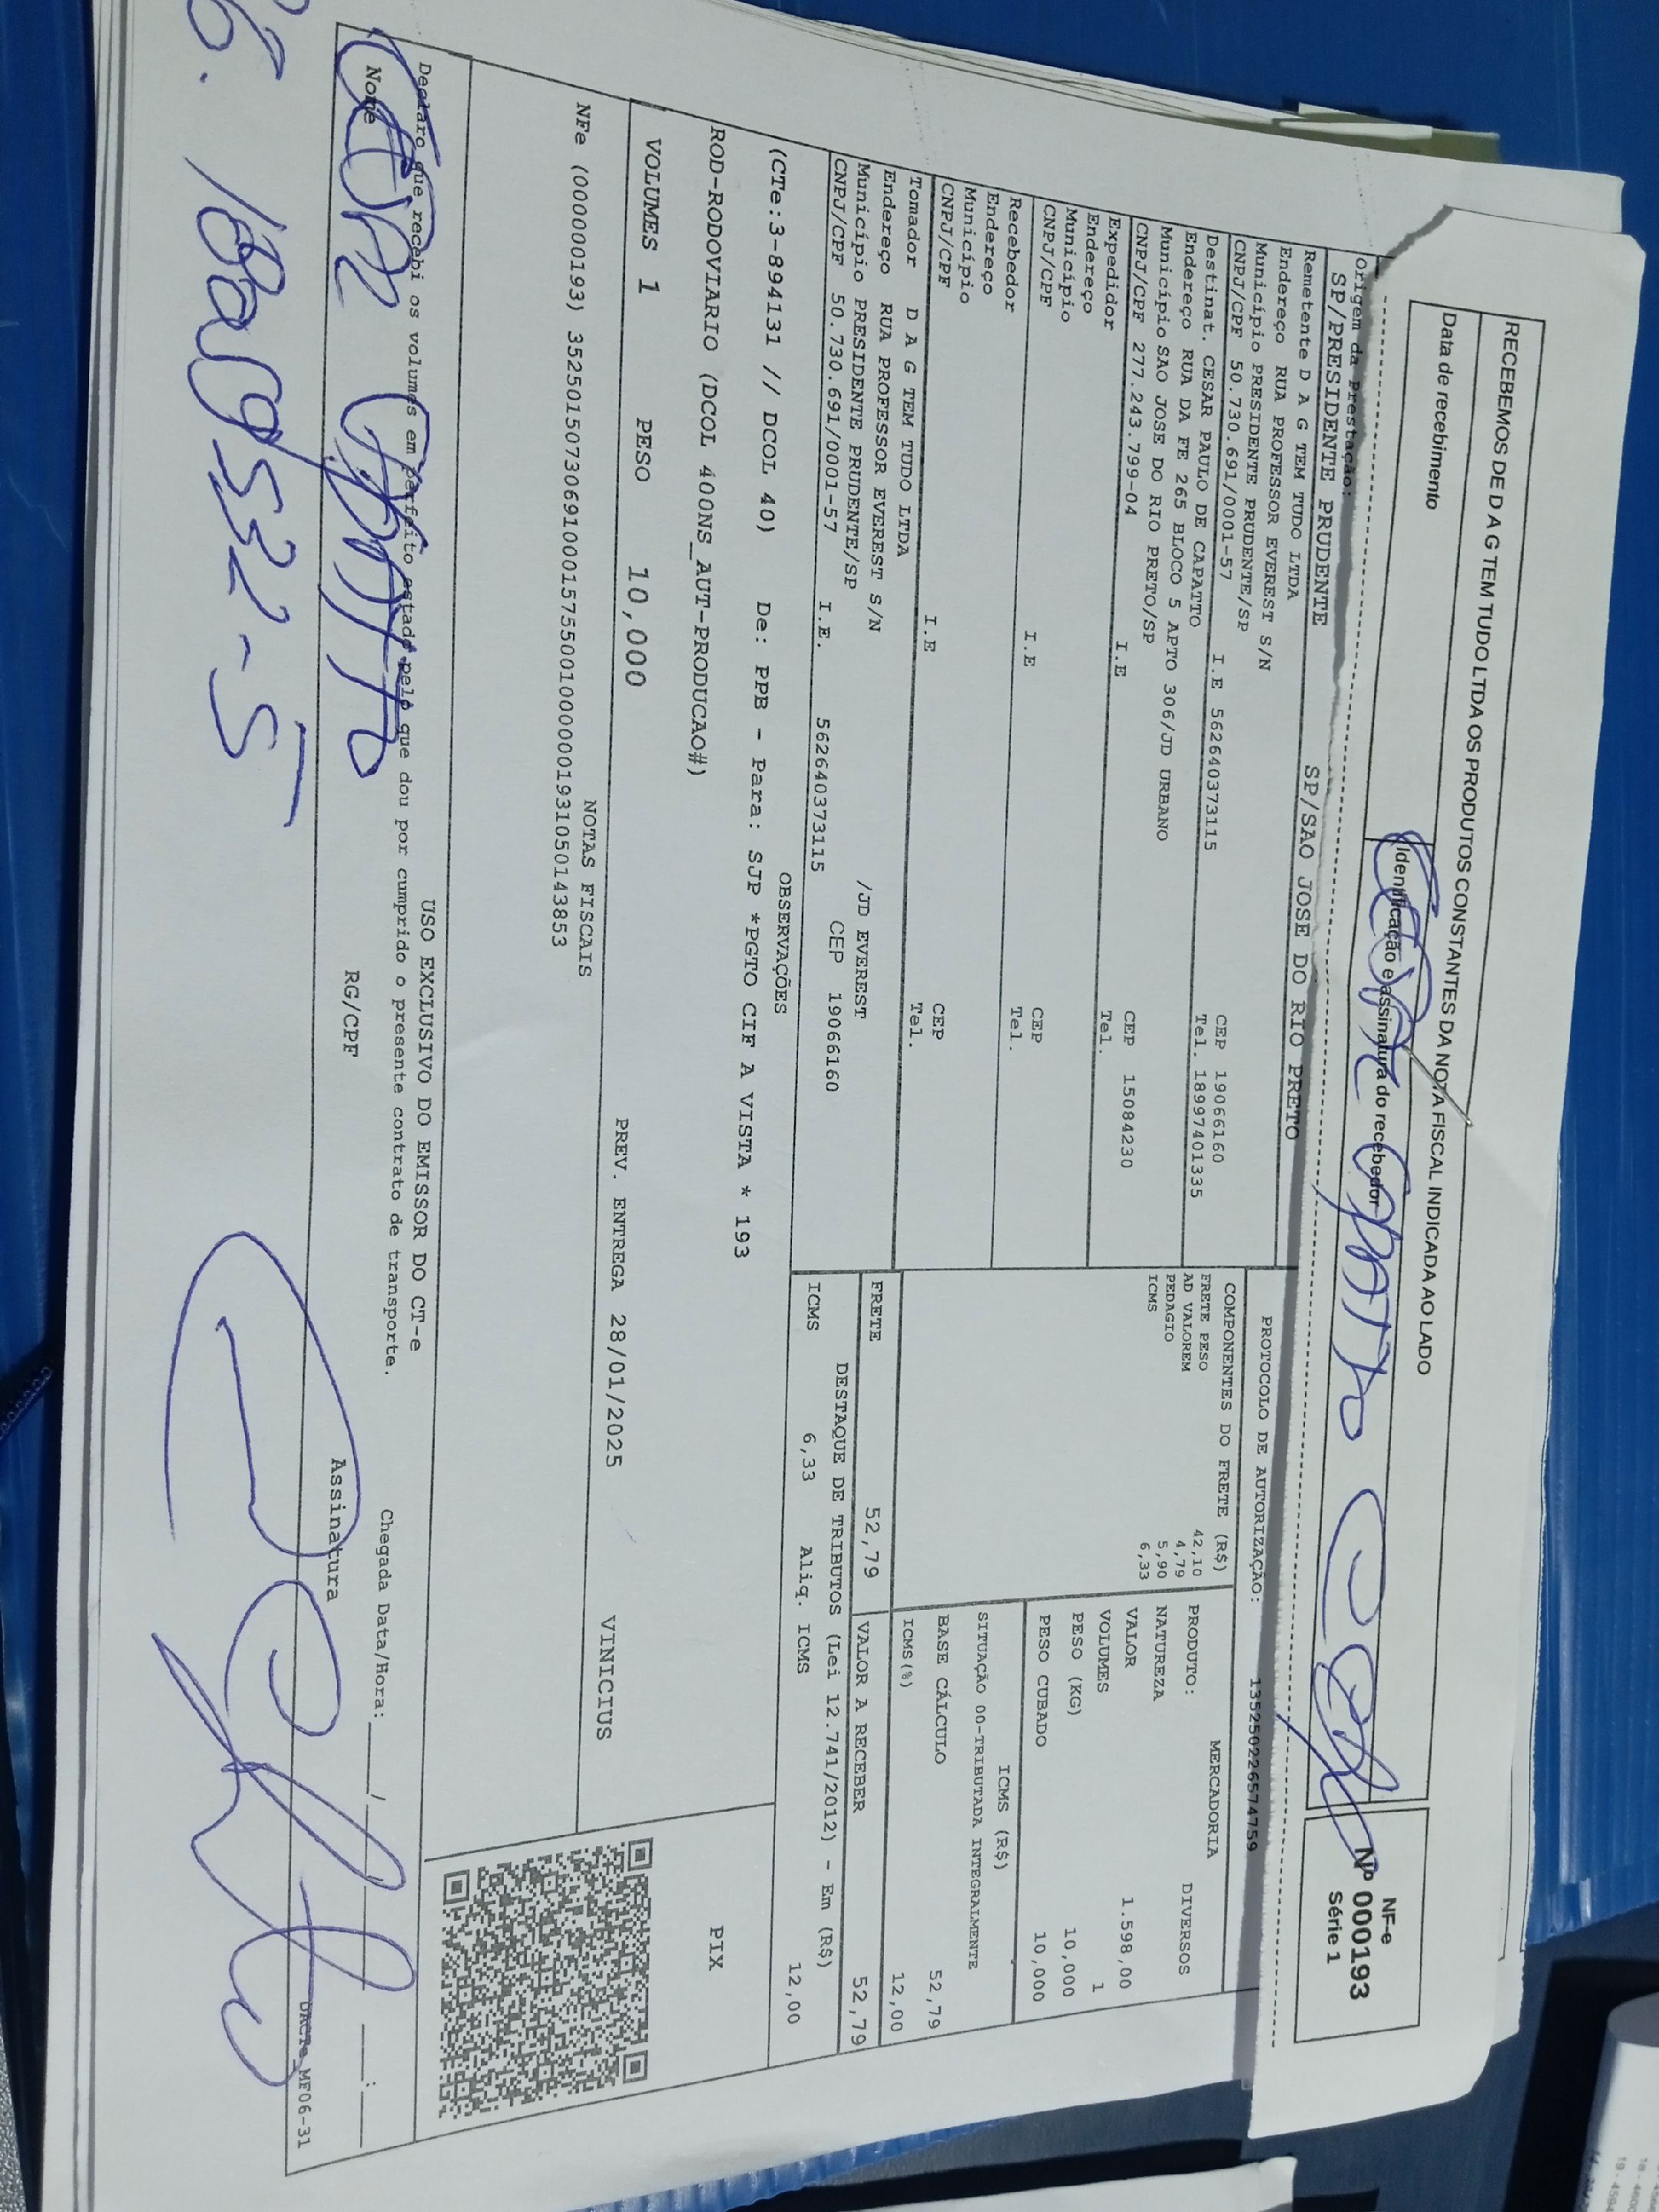 RECEBEMOS DE D A G TEM TUDO LTDA OS PRODUTOS CONSTANTES DA NOTA FISCAL INDICADA AO LADO
Data de recebimento
Identificação e assinatura do recebedor
NF-e
Nº 000193
Série 1
Origem da Prestação:
SP/PRESIDENTE PRUDENTE SP/SAO JOSE DO RIO PRETO
PROTOCOLO DE AUTORIZAÇÃO: 135250226574759
Remetente D A G TEM TUDO LTDA
Endereço RUA PROFESSOR EVEREST S/N
Município PRESIDENTE PRUDENTE/SP CEP 19066160
CNPJ/CPF 50.730.691/0001-57 I.E 562640373115 Tel. 18997401335
Destinat. CESAR PAULO DE CAPATTO
Endereço RUA DA FE 265 BLOCO 5 APTO 306/JD URBANO
Município SAO JOSE DO RIO PRETO/SP CEP 15084230
CNPJ/CPF 277.243.799-04 I.E Tel.
Expedidor
Endereço
Município CEP
CNPJ/CPF I.E Tel.
Recebedor
Endereço
Município CEP
CNPJ/CPF I.E Tel.
Tomador D A G TEM TUDO LTDA
Endereço RUA PROFESSOR EVEREST S/N /JD EVEREST
Município PRESIDENTE PRUDENTE/SP CEP 19066160
CNPJ/CPF 50.730.691/0001-57 I.E. 562640373115
COMPONENTES DO FRETE (R$)
FRETE PESO 42,10
AD VALOREM 4,79
PEDAGIO 5,90
ICMS 6,33
MERCADORIA
PRODUTO: DIVERSOS
NATUREZA
VALOR 1.598,00
VOLUMES 1
PESO (KG) 10,000
PESO CUBADO 10,000
ICMS (R$)
SITUAÇÃO 00-TRIBUTADA INTEGRALMENTE
BASE CÁLCULO 52,79
ICMS(%) 12,00
FRETE 52,79 VALOR A RECEBER 52,79
DESTAQUE DE TRIBUTOS (Lei 12.741/2012) - Em (R$)
ICMS 6,33 Aliq. ICMS 12,00
OBSERVAÇÕES
(CTe:3-894131 // DCOL 40) De: PPB - Para: SJP *PGTO CIF A VISTA * 193
ROD-RODOVIARIO (DCOL 400NS_AUT-PRODUCAO#)
PIX
VOLUMES 1 PESO 10,000 PREV. ENTREGA 28/01/2025 VINICIUS
NOTAS FISCAIS
NFe (000000193) 35250150730691000157550010000001931050143853
USO EXCLUSIVO DO EMISSOR DO CT-e
Declaro que recebi os volumes em perfeito estado pelo que dou por cumprido o presente contrato de transporte.
Chegada Data/Hora: / :
Nome RG/CPF Assinatura
DACTe_MF06-31